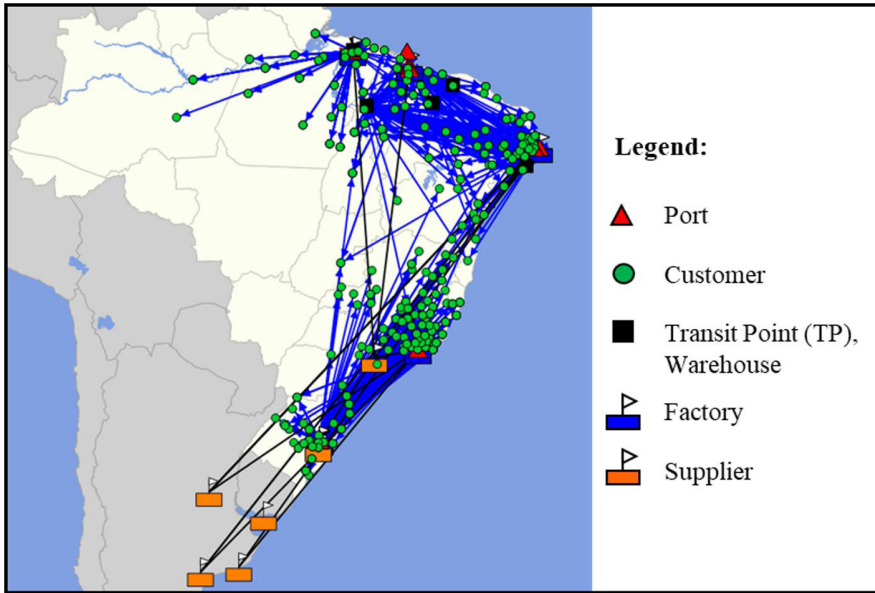 Legend:
Port
Customer
Transit Point (TP),
Warehouse
Factory
Supplier